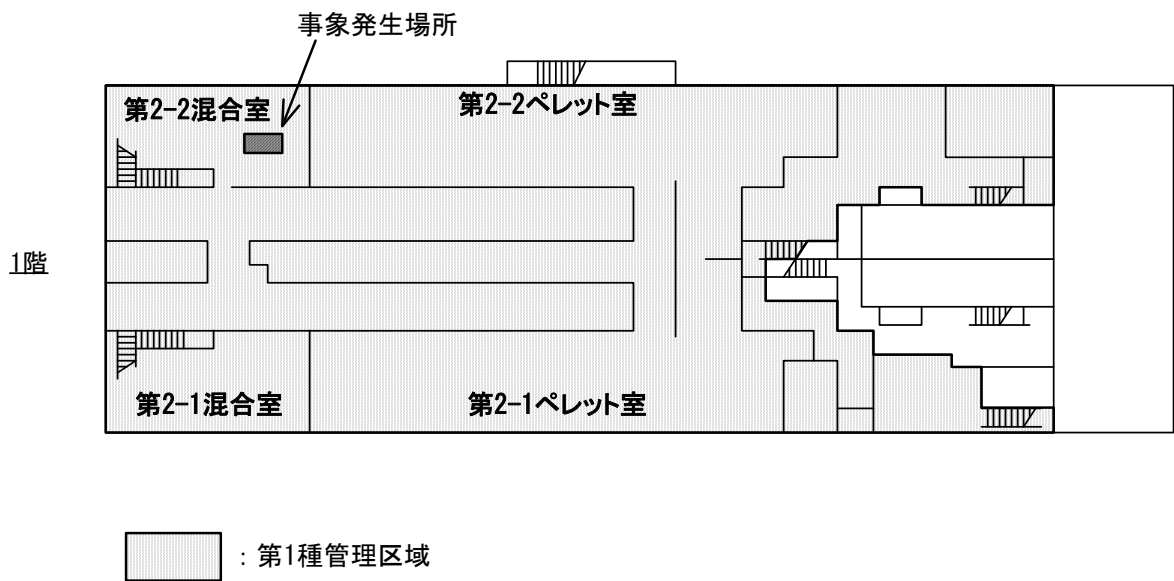 事象発生場所
第2-2混合室
第2-2ペレット室
1階
第2-1混合室
第2-1ペレット室
: 第1種管理区域